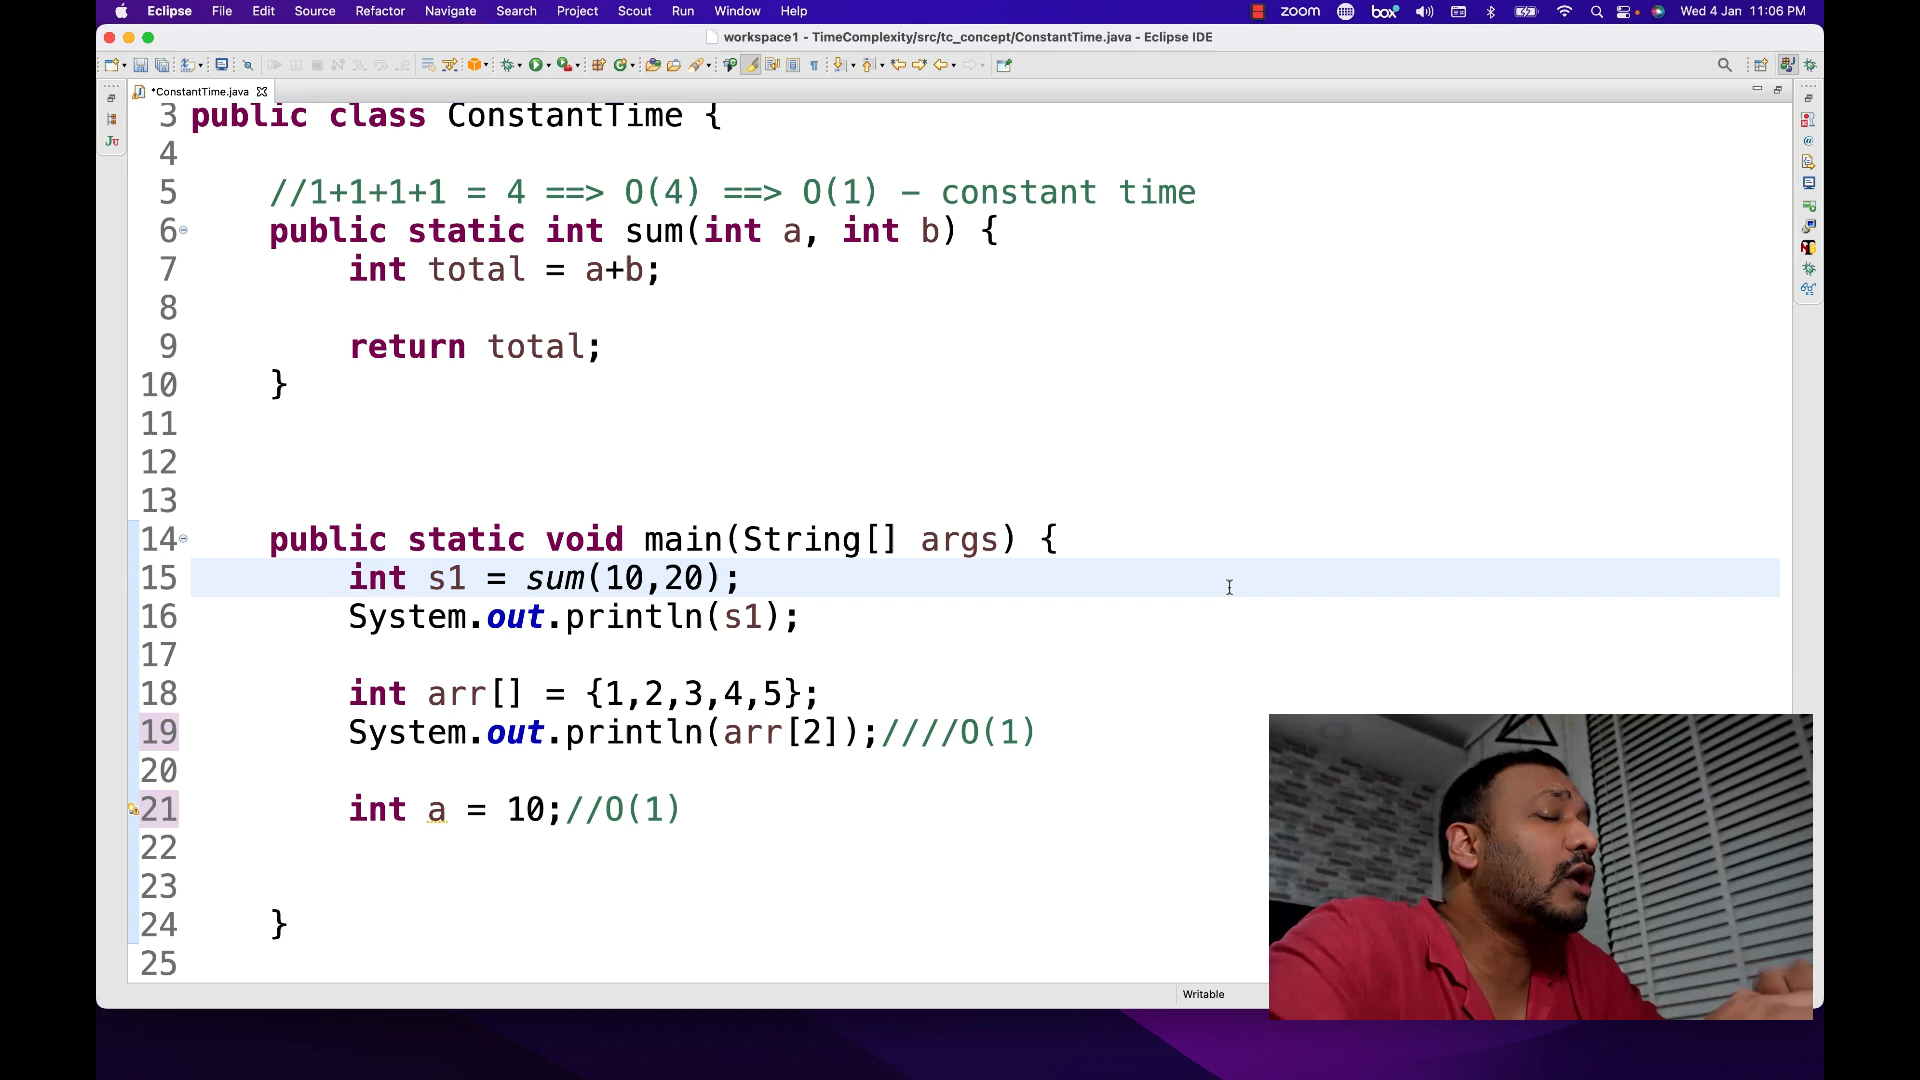 Eclipse File Edit Source Refactor Navigate Search Project Scout Run Window Help zoom box Wed 4 Jan 11:06 PM
workspace1 - TimeComplexity/src/tc_concept/ConstantTime.java - Eclipse IDE
*ConstantTime.java
3 public class ConstantTime {
4
5 //1+1+1+1 = 4 ==> O(4) ==> O(1) - constant time
6 public static int sum(int a, int b) {
7 int total = a+b;
8
9 return total;
10 }
11
12
13
14 public static void main(String[] args) {
15 int s1 = sum(10,20);
16 System.out.println(s1);
17
18 int arr[] = {1,2,3,4,5};
19 System.out.println(arr[2]);////O(1)
20
21 int a = 10;//O(1)
22
23
24 }
25
Writable